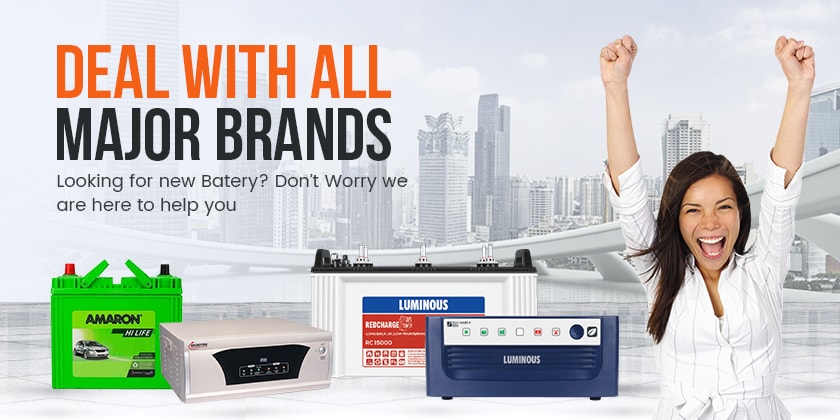 DEAL WITH ALL
MAJOR BRANDS
Looking for new Batery? Don't Worry we
are here to help you
AMARON
HI LIFE
LUMINOUS
REDCHARGE
RC 15000
LUMINOUS